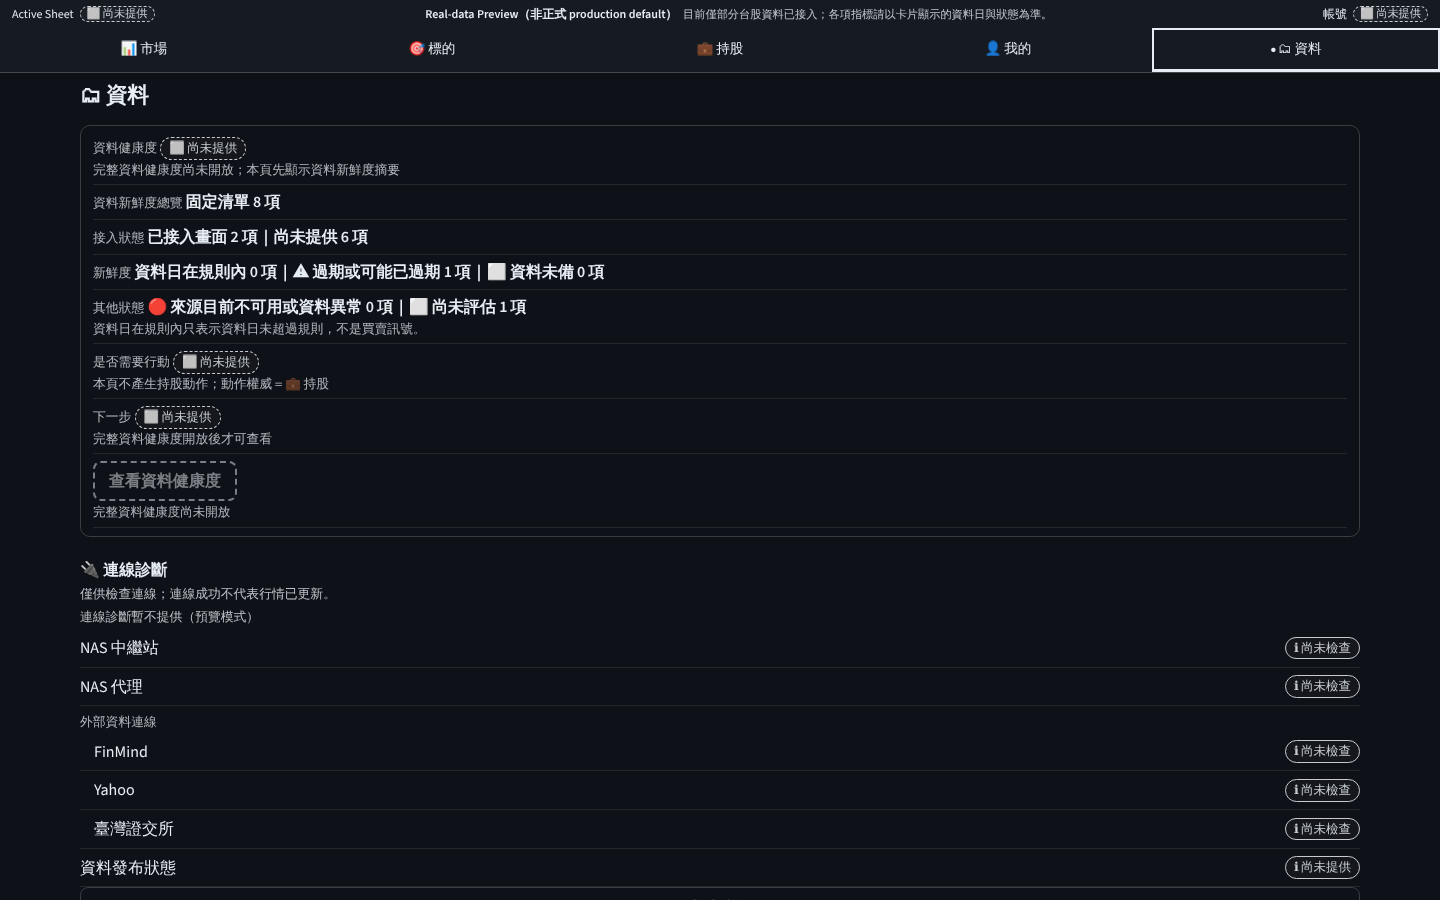 Active Sheet ⬜ 尚未提供
Real-data Preview（非正式 production default） 目前僅部分台股資料已接入；各項指標請以卡片顯示的資料日與狀態為準。
帳號 ⬜ 尚未提供
📊 市場
🎯 標的
💼 持股
👤 我的
• 🗂 資料
🗂 資料
資料健康度 ⬜ 尚未提供
完整資料健康度尚未開放；本頁先顯示資料新鮮度摘要
資料新鮮度總覽 固定清單 8 項
接入狀態 已接入畫面 2 項｜尚未提供 6 項
新鮮度 資料日在規則內 0 項｜⚠ 過期或可能已過期 1 項｜⬜ 資料未備 0 項
其他狀態 🔴 來源目前不可用或資料異常 0 項｜⬜ 尚未評估 1 項
資料日在規則內只表示資料日未超過規則，不是買賣訊號。
是否需要行動 ⬜ 尚未提供
本頁不產生持股動作；動作權威＝💼 持股
下一步 ⬜ 尚未提供
完整資料健康度開放後才可查看
查看資料健康度
完整資料健康度尚未開放
🔌 連線診斷
僅供檢查連線；連線成功不代表行情已更新。
連線診斷暫不提供（預覽模式）
NAS 中繼站 ℹ 尚未檢查
NAS 代理 ℹ 尚未檢查
外部資料連線
FinMind ℹ 尚未檢查
Yahoo ℹ 尚未檢查
臺灣證交所 ℹ 尚未檢查
資料發布狀態 ℹ 尚未提供